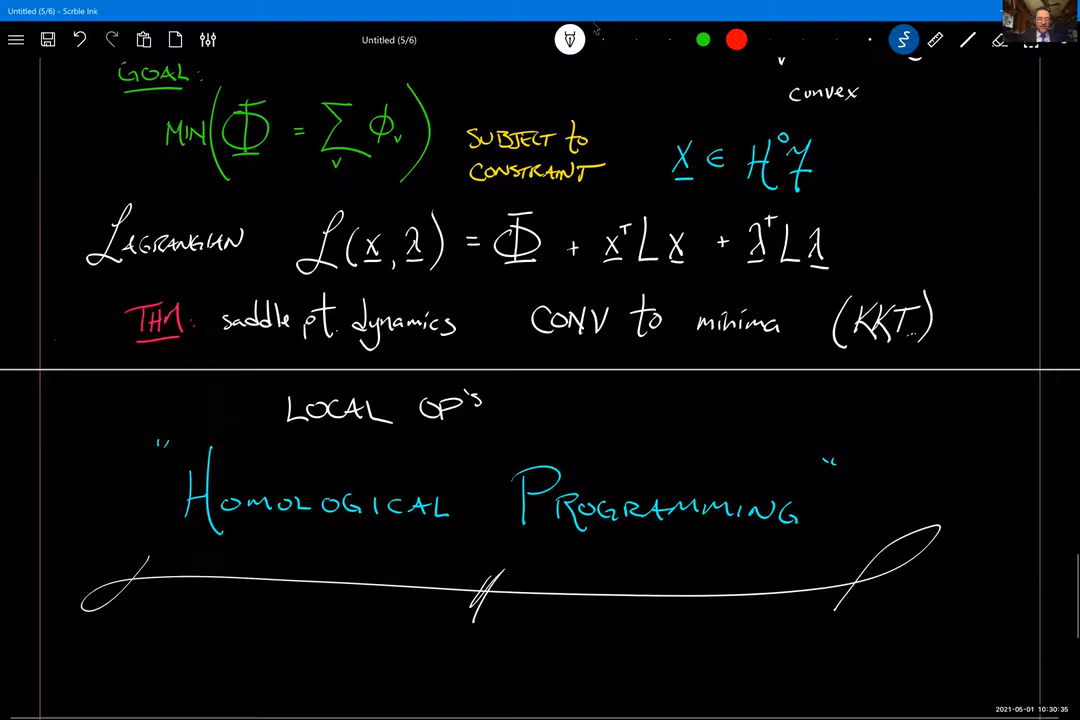 Untitled (5/6) - Scrble Ink
Untitled (5/6)
GOAL:
MIN(Φ = Σ_v ϕ_v) SUBJECT to CONSTRAINT x ∈ H⁰ℱ
convex
LAGRANGIAN ℒ(x, λ) = Φ + xᵀLx + λᵀLλ
THM: saddle pt. dynamics CONV to minima (KKT...)
LOCAL OP's
"HOMOLOGICAL PROGRAMMING"
2021-05-01 10:30:35